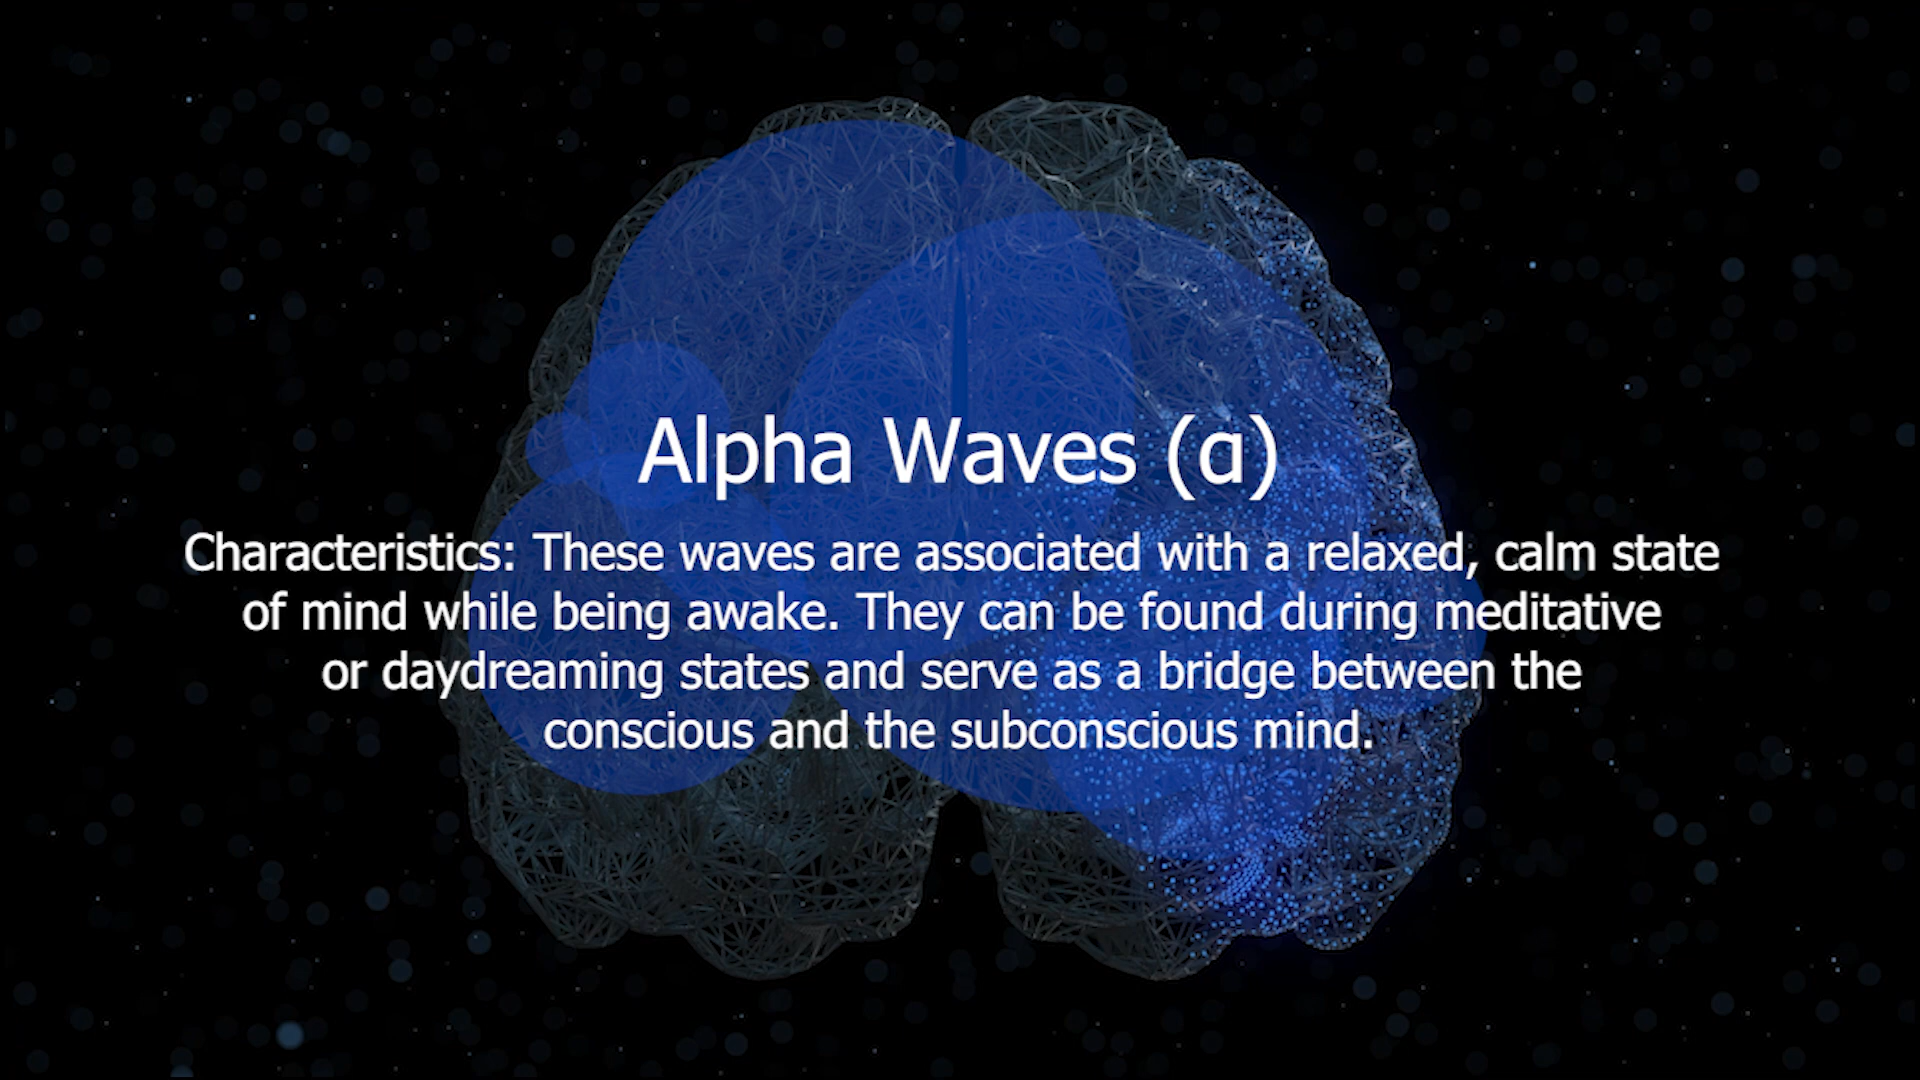 Alpha Waves (α)
Characteristics: These waves are associated with a relaxed, calm state
of mind while being awake. They can be found during meditative
or daydreaming states and serve as a bridge between the
conscious and the subconscious mind.